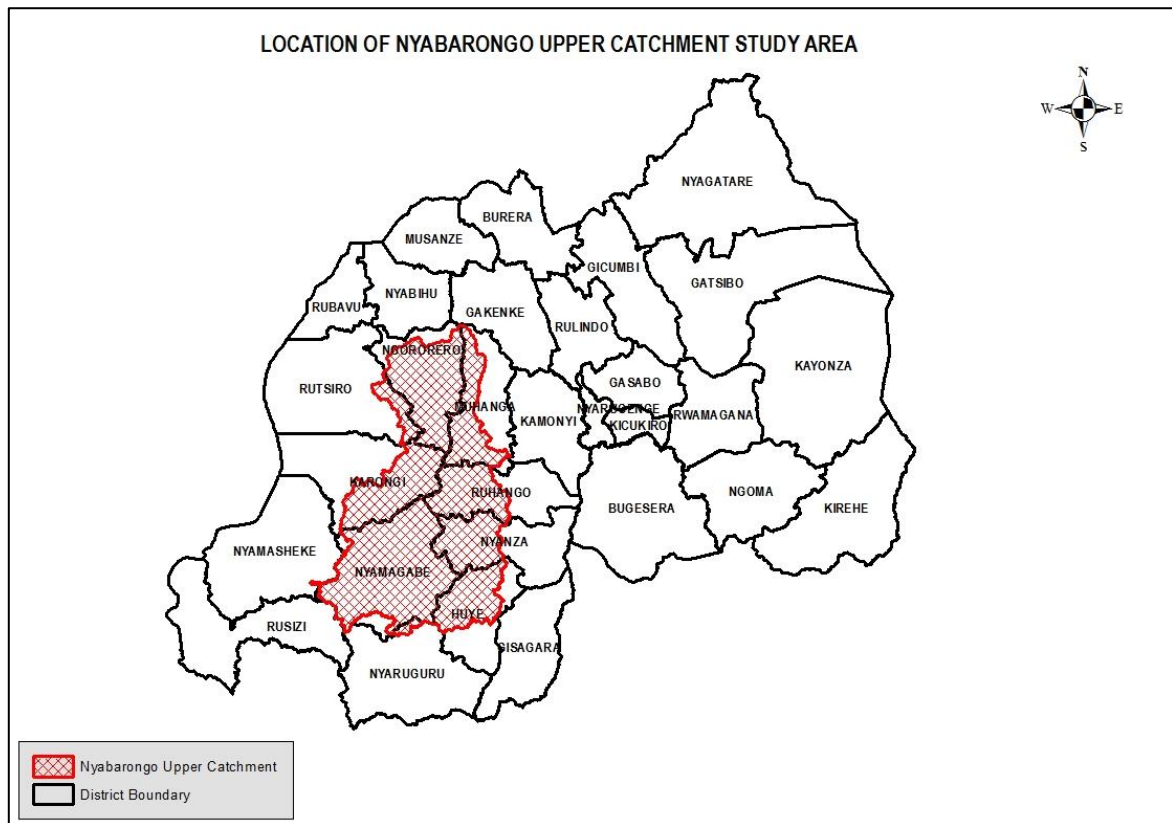 LOCATION OF NYABARONGO UPPER CATCHMENT STUDY AREA
N
W
E
S
NYAGATARE
BURERA
MUSANZE
GICUMBI
GATSIBO
NYABIHU
RUBAVU
GAKENKE
RULINDO
NGORORERO
KAYONZA
GASABO
RUTSIRO
MUHANGA
NYARUGENGE
RWAMAGANA
KAMONYI
KICUKIRO
KARONGI
RUHANGO
NGOMA
BUGESERA
KIREHE
NYANZA
NYAMASHEKE
NYAMAGABE
HUYE
RUSIZI
GISAGARA
NYARUGURU
Nyabarongo Upper Catchment
District Boundary